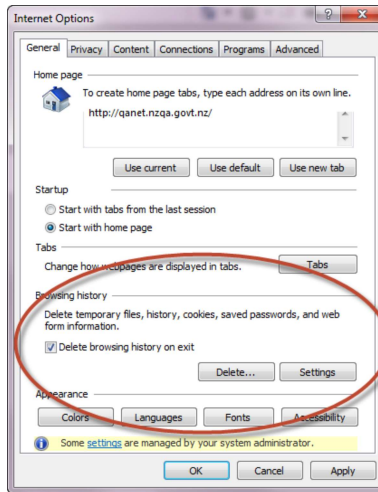 Internet Options
General Privacy Content Connections Programs Advanced
Home page
To create home page tabs, type each address on its own line.
http://qanet.nzqa.govt.nz/
Use current Use default Use new tab
Startup
Start with tabs from the last session
Start with home page
Tabs
Change how webpages are displayed in tabs. Tabs
Browsing history
Delete temporary files, history, cookies, saved passwords, and web
form information.
Delete browsing history on exit
Delete... Settings
Appearance
Colors Languages Fonts Accessibility
Some settings are managed by your system administrator.
OK Cancel Apply